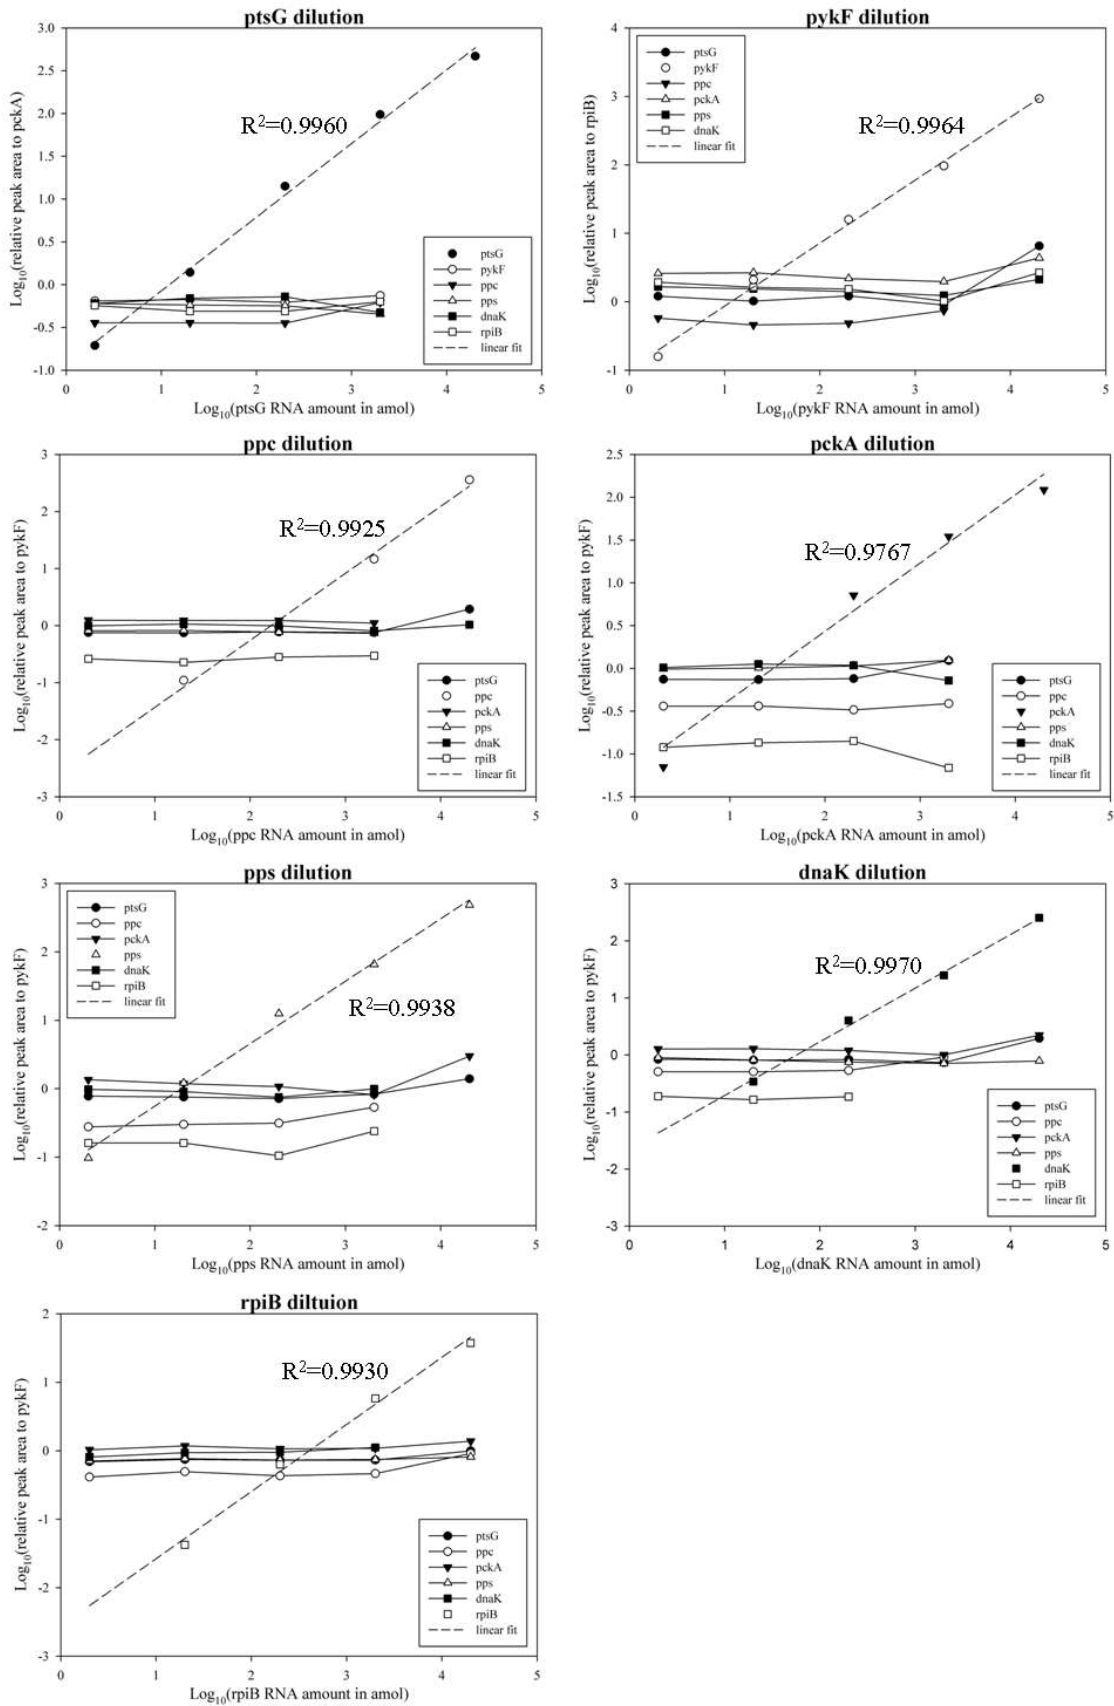 ptsG dilution
3.0
2.5
2.0
1.5
1.0
0.5
0.0
-0.5
-1.0
Log10(relative peak area to pckA)
R2=0.9960
ptsG
pykF
ppc
pps
dnaK
rpiB
linear fit
0 1 2 3 4 5
Log10(ptsG RNA amount in amol)
pykF dilution
4
3
2
1
0
-1
Log10(relative peak area to rpiB)
ptsG
pykF
ppc
pckA
pps
dnaK
linear fit
R2=0.9964
0 1 2 3 4 5
Log10(pykF RNA amount in amol)
ppc dilution
3
2
1
0
-1
-2
-3
Log10(relative peak area to pykF)
R2=0.9925
ptsG
ppc
pckA
pps
dnaK
rpiB
linear fit
0 1 2 3 4 5
Log10(ppc RNA amount in amol)
pckA dilution
2.5
2.0
1.5
1.0
0.5
0.0
-0.5
-1.0
-1.5
Log10(relative peak area to pykF)
R2=0.9767
ptsG
ppc
pckA
pps
dnaK
rpiB
linear fit
0 1 2 3 4 5
Log10(pckA RNA amount in amol)
pps dilution
3
2
1
0
-1
-2
Log10(relative peak area to pykF)
ptsG
ppc
pckA
pps
dnaK
rpiB
linear fit
R2=0.9938
0 1 2 3 4 5
Log10(pps RNA amount in amol)
dnaK dilution
3
2
1
0
-1
-2
-3
Log10(relative peak area to pykF)
R2=0.9970
ptsG
ppc
pckA
pps
dnaK
rpiB
linear fit
0 1 2 3 4 5
Log10(dnaK RNA amount in amol)
rpiB diltuion
2
1
0
-1
-2
-3
Log10(relative peak area to pykF)
R2=0.9930
ptsG
ppc
pckA
pps
dnaK
rpiB
linear fit
0 1 2 3 4 5
Log10(rpiB RNA amount in amol)